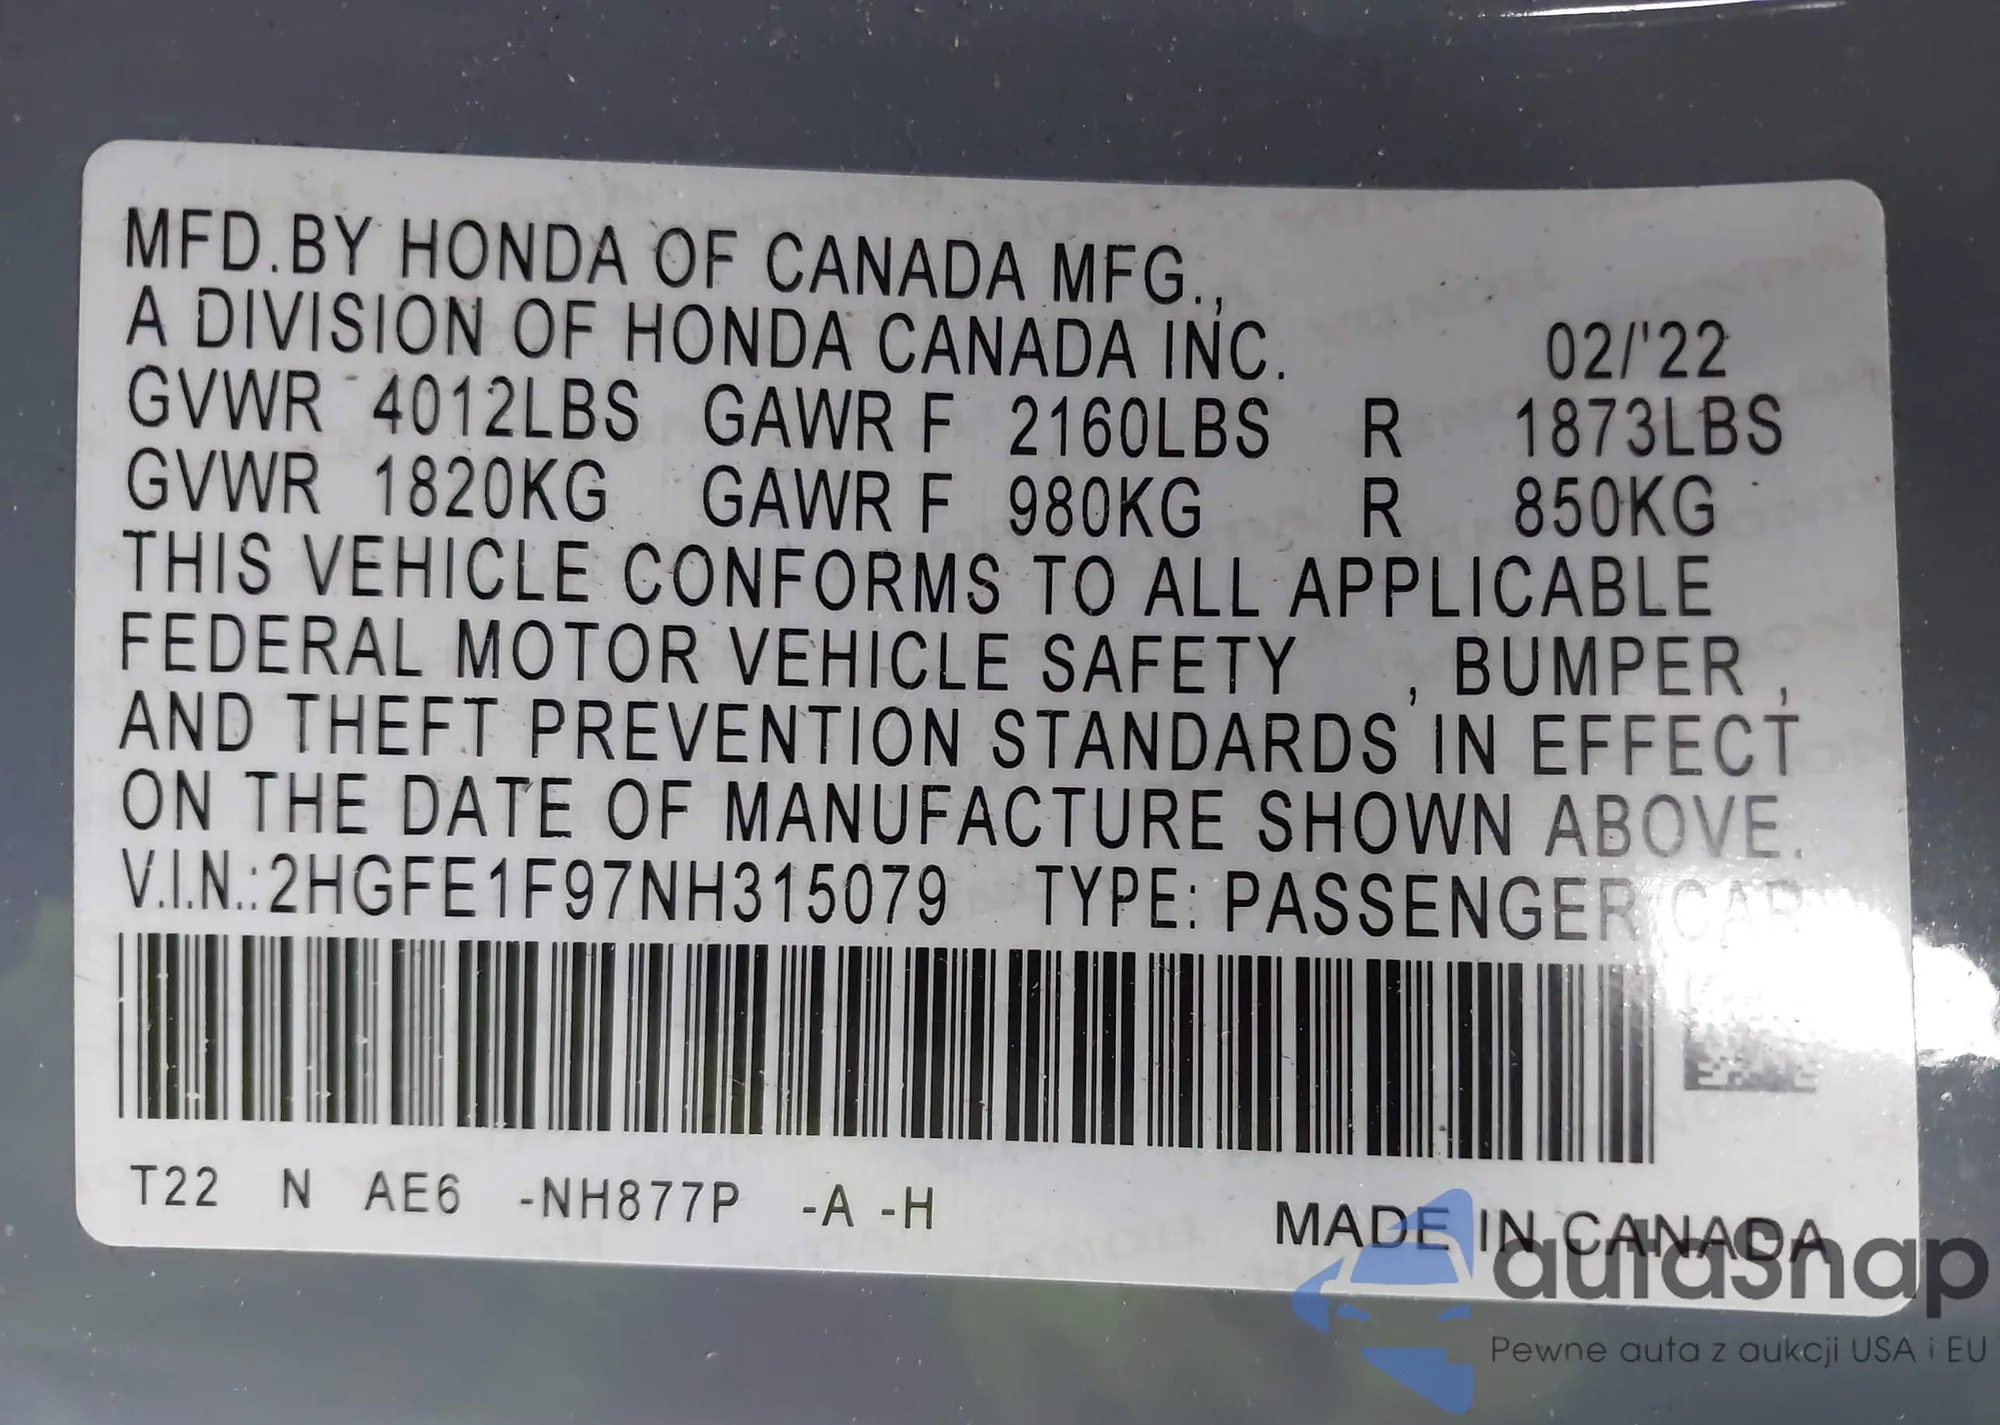 MFD.BY HONDA OF CANADA MFG.,
A DIVISION OF HONDA CANADA INC. 02/'22
GVWR 4012LBS GAWR F 2160LBS R 1873LBS
GVWR 1820KG GAWR F 980KG R 850KG
THIS VEHICLE CONFORMS TO ALL APPLICABLE
FEDERAL MOTOR VEHICLE SAFETY , BUMPER ,
AND THEFT PREVENTION STANDARDS IN EFFECT
ON THE DATE OF MANUFACTURE SHOWN ABOVE.
V.I.N.:2HGFE1F97NH315079 TYPE: PASSENGER CAR
T22 N AE6 -NH877P -A -H
MADE IN CANADA
autaSnap
Pewne auta z aukcji USA i EU